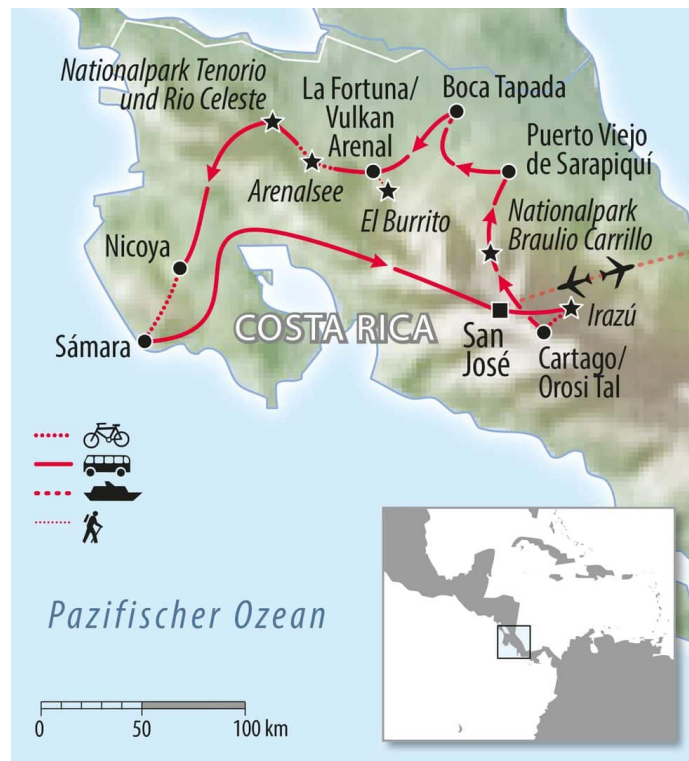 Nationalpark Tenorio
und Rio Celeste
La Fortuna/
Vulkan
Arenal
Boca Tapada
Puerto Viejo
de Sarapiquí
Arenalsee
El Burrito
Nationalpark
Braulio Carrillo
Nicoya
Irazú
COSTA RICA
San
José
Sámara
Cartago/
Orosi Tal
Pazifischer Ozean
0 50 100 km